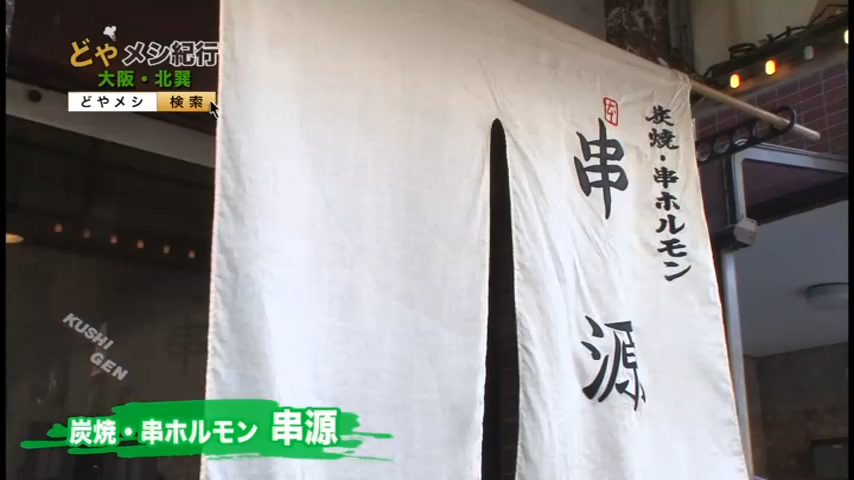 どやメシ紀行
大阪・北巽
どやメシ 検索
炭焼・串ホルモン
串源
KUSHI
GEN
炭焼・串ホルモン 串源